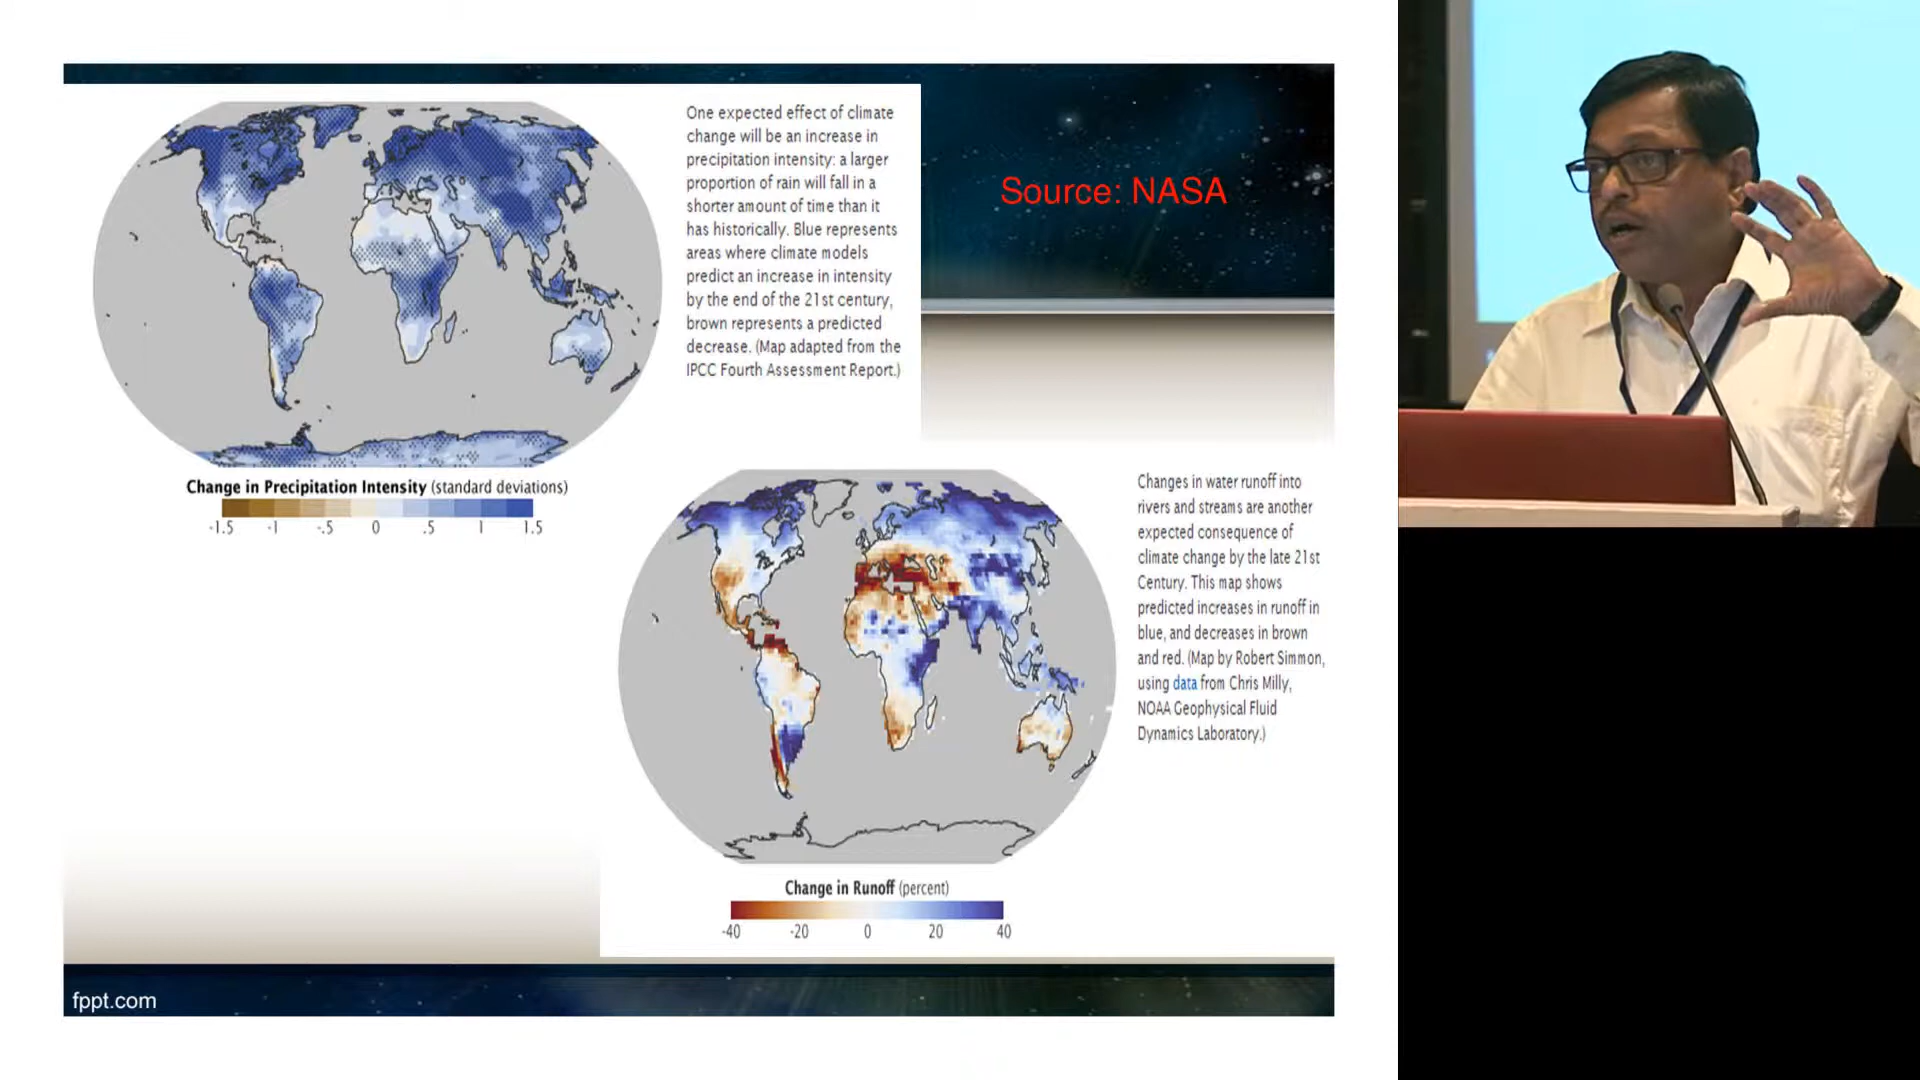 One expected effect of climate
change will be an increase in
precipitation intensity: a larger
proportion of rain will fall in a
shorter amount of time than it
has historically. Blue represents
areas where climate models
predict an increase in intensity
by the end of the 21st century,
brown represents a predicted
decrease. (Map adapted from the
IPCC Fourth Assessment Report.)
Source: NASA
Change in Precipitation Intensity (standard deviations)
-1.5 -1 -.5 0 .5 1 1.5
Changes in water runoff into
rivers and streams are another
expected consequence of
climate change by the late 21st
Century. This map shows
predicted increases in runoff in
blue, and decreases in brown
and red. (Map by Robert Simmon,
using data from Chris Milly,
NOAA Geophysical Fluid
Dynamics Laboratory.)
Change in Runoff (percent)
-40 -20 0 20 40
fppt.com